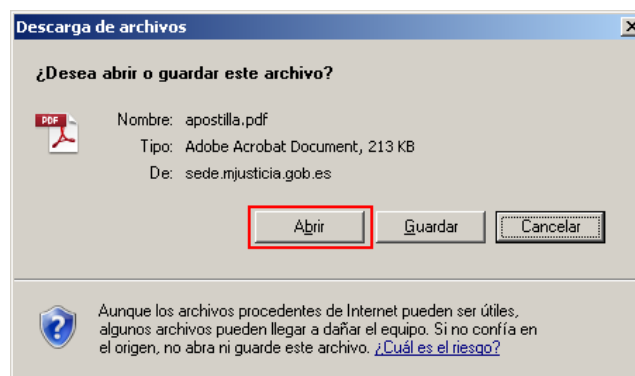 Descarga de archivos
¿Desea abrir o guardar este archivo?
PDF
Nombre: apostilla.pdf
Tipo: Adobe Acrobat Document, 213 KB
De: sede.mjusticia.gob.es
Abrir Guardar Cancelar
Aunque los archivos procedentes de Internet pueden ser útiles,
algunos archivos pueden llegar a dañar el equipo. Si no confía en
el origen, no abra ni guarde este archivo. ¿Cuál es el riesgo?